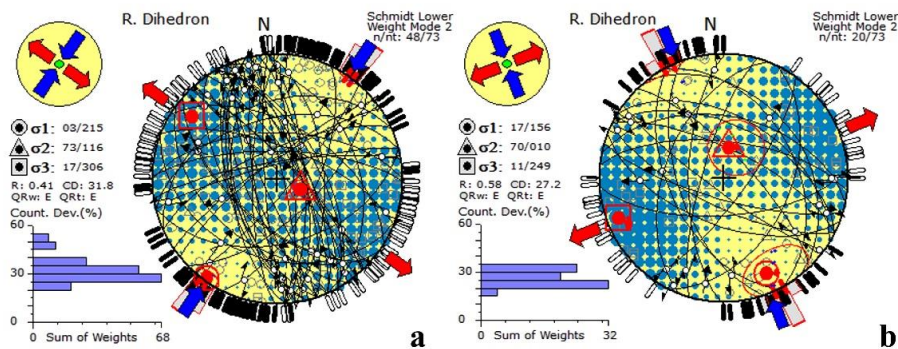 R. Dihedron
N
Schmidt Lower
Weight Mode 2
n/nt: 48/73
σ1: 03/215
σ2: 73/116
σ3: 17/306
R: 0.41 CD: 31.8
QRw: E QRt: E
Count. Dev.(%)
60
30
0
0 Sum of Weights 68
a
R. Dihedron
N
Schmidt Lower
Weight Mode 2
n/nt: 20/73
σ1: 17/156
σ2: 70/010
σ3: 11/249
R: 0.58 CD: 27.2
QRw: E QRt: E
Count. Dev.(%)
60
30
0
0 Sum of Weights 32
b